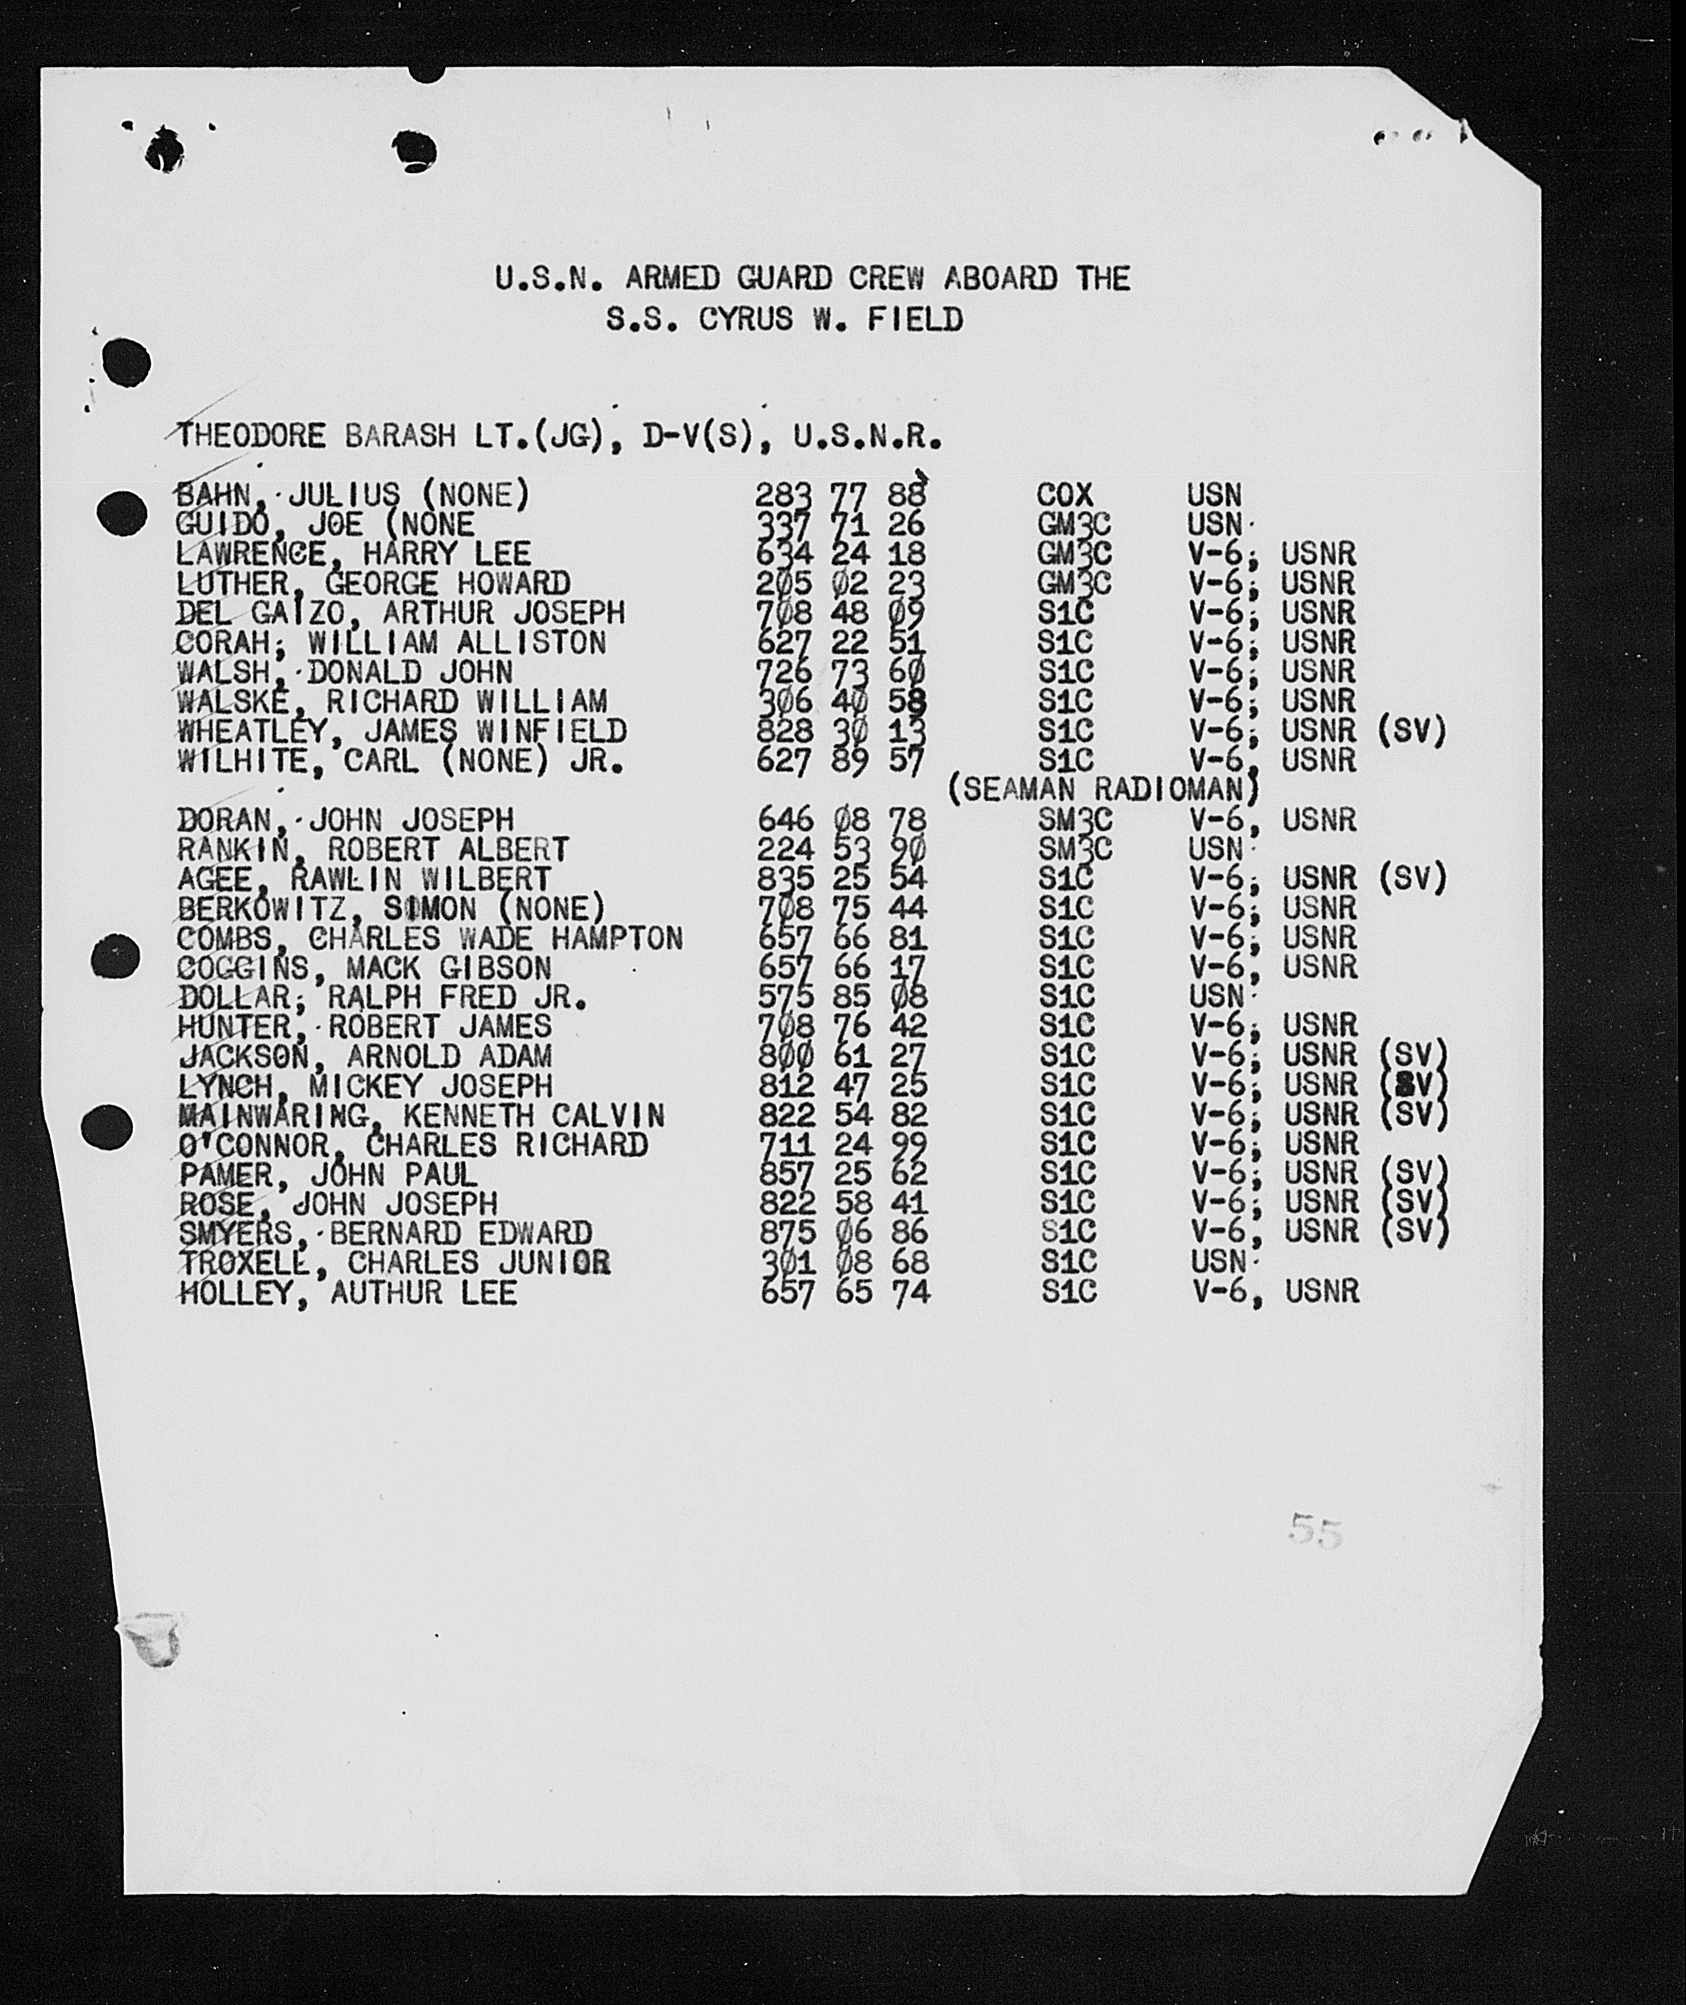 U.S.N. ARMED GUARD CREW ABOARD THE
S.S. CYRUS W. FIELD
THEODORE BARASH LT.(JG), D-V(S), U.S.N.R.
BAHN, JULIUS (NONE) 283 77 88 COX USN
GUIDO, JOE (NONE 337 71 26 GM3C USN
LAWRENCE, HARRY LEE 634 24 18 GM3C V-6, USNR
LUTHER, GEORGE HOWARD 205 02 23 GM3C V-6, USNR
DEL GAIZO, ARTHUR JOSEPH 708 48 09 S1C V-6, USNR
CORAH, WILLIAM ALLISTON 627 22 51 S1C V-6, USNR
WALSH, DONALD JOHN 726 73 60 S1C V-6, USNR
WALSKE, RICHARD WILLIAM 306 40 58 S1C V-6, USNR
WHEATLEY, JAMES WINFIELD 828 30 13 S1C V-6, USNR (SV)
WILHITE, CARL (NONE) JR. 627 89 57 S1C V-6, USNR
(SEAMAN RADIOMAN)
DORAN, JOHN JOSEPH 646 08 78 SM3C V-6, USNR
RANKIN, ROBERT ALBERT 224 53 90 SM3C USN
AGEE, RAWLIN WILBERT 835 25 54 S1C V-6, USNR (SV)
BERKOWITZ, SIMON (NONE) 708 75 44 S1C V-6, USNR
COMBS, CHARLES WADE HAMPTON 657 66 81 S1C V-6, USNR
COGGINS, MACK GIBSON 657 66 17 S1C V-6, USNR
DOLLAR, RALPH FRED JR. 575 85 08 S1C USN
HUNTER, ROBERT JAMES 708 76 42 S1C V-6, USNR
JACKSON, ARNOLD ADAM 800 61 27 S1C V-6, USNR (SV)
LYNCH, MICKEY JOSEPH 812 47 25 S1C V-6, USNR (SV)
MAINWARING, KENNETH CALVIN 822 54 82 S1C V-6, USNR (SV)
O'CONNOR, CHARLES RICHARD 711 24 99 S1C V-6, USNR
PAMER, JOHN PAUL 857 25 62 S1C V-6, USNR (SV)
ROSE, JOHN JOSEPH 822 58 41 S1C V-6, USNR (SV)
SMYERS, BERNARD EDWARD 875 06 86 S1C V-6, USNR (SV)
TROXELL, CHARLES JUNIOR 301 08 68 S1C USN
HOLLEY, AUTHUR LEE 657 65 74 S1C V-6, USNR
55